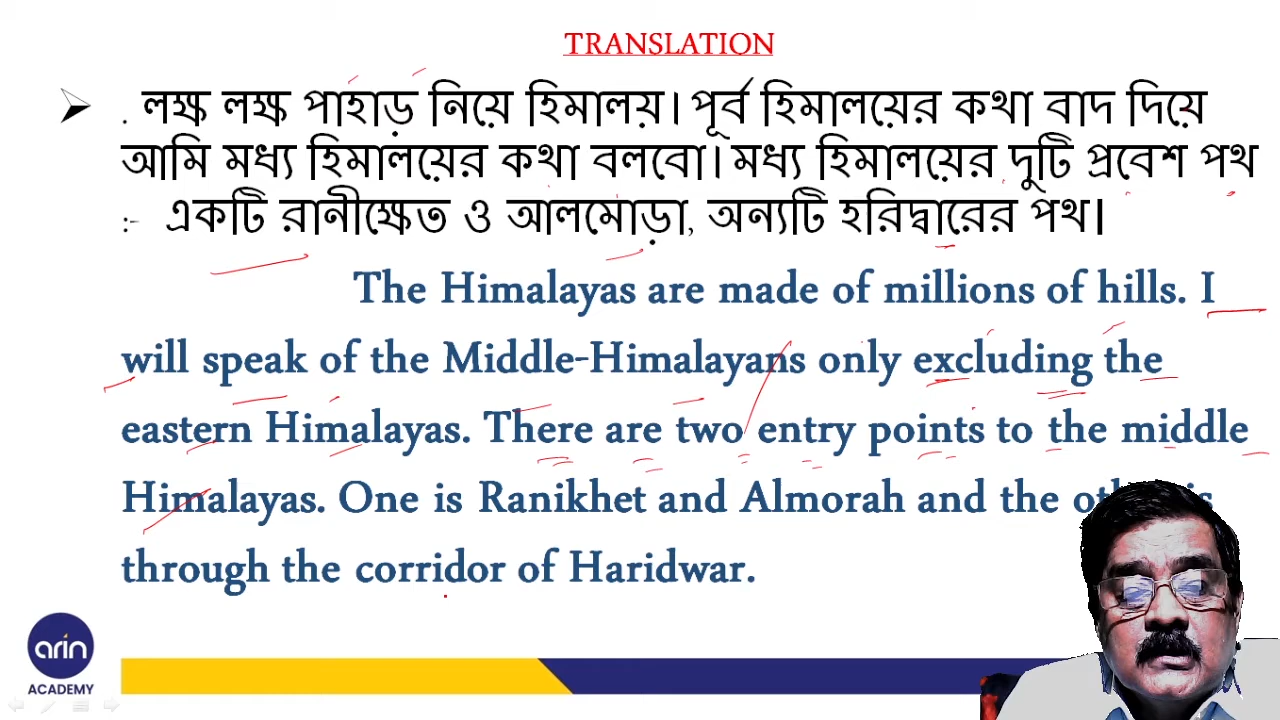 TRANSLATION
. লক্ষ লক্ষ পাহাড় নিয়ে হিমালয়। পূর্ব হিমালয়ের কথা বাদ দিয়ে
আমি মধ্য হিমালয়ের কথা বলবো। মধ্য হিমালয়ের দুটি প্রবেশ পথ
:- একটি রানীক্ষেত ও আলমোড়া, অন্যটি হরিদ্বারের পথ।
The Himalayas are made of millions of hills. I
will speak of the Middle-Himalayans only excluding the
eastern Himalayas. There are two entry points to the middle
Himalayas. One is Ranikhet and Almorah and the
through the corridor of Haridwar.
arin
ACADEMY